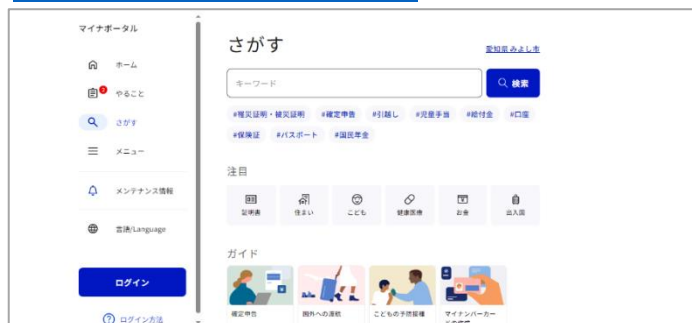 マイナポータル
ホーム
やること
さがす
メニュー
メンテナンス情報
言語/Language
ログイン
ログイン方法
さがす
愛知県みよし市
キーワード
検索
#罹災証明・被災証明 #確定申告 #引越し #児童手当 #給付金 #口座
#保険証 #パスポート #国民年金
注目
証明書 住まい こども 健康医療 お金 出入国
ガイド
確定申告 国外への渡航 こどもの予防接種 マイナンバーカー